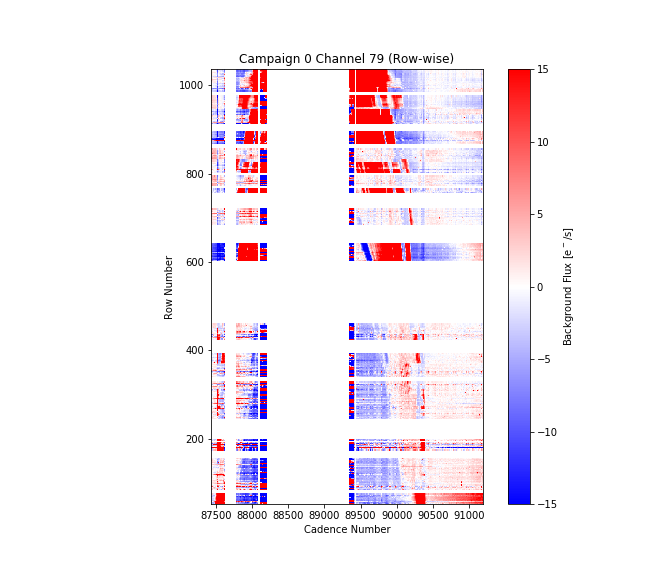 Campaign 0 Channel 79 (Row-wise)
1000
800
600
400
200
Row Number
87500 88000 88500 89000 89500 90000 90500 91000
Cadence Number
15
10
5
0
−5
−10
−15
Background Flux [e⁻/s]